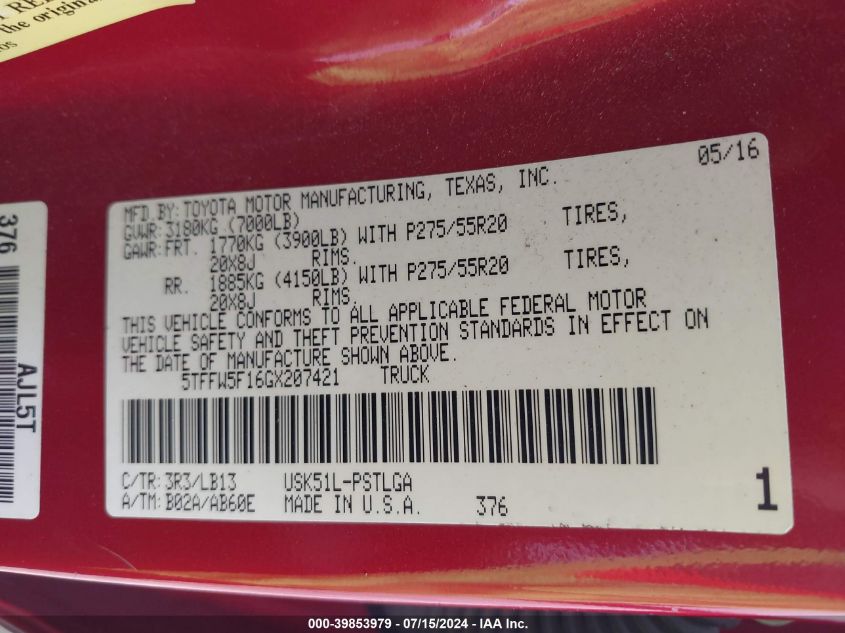 the original
05/16
MFD.BY:TOYOTA MOTOR MANUFACTURING, TEXAS, INC.
GVWR:3180KG (7000LB)
GAWR:FRT. 1770KG (3900LB) WITH P275/55R20 TIRES,
20X8J RIMS.
RR. 1885KG (4150LB) WITH P275/55R20 TIRES,
20X8J RIMS.
THIS VEHICLE CONFORMS TO ALL APPLICABLE FEDERAL MOTOR
VEHICLE SAFETY AND THEFT PREVENTION STANDARDS IN EFFECT ON
THE DATE OF MANUFACTURE SHOWN ABOVE.
5TFFW5F16GX207421 TRUCK
C/TR:3R3/LB13 USK51L-PSTLGA
A/TM:B02A/AB60E MADE IN U.S.A. 376
1
376
AJL5T
000-39853979 / 07/15/2024 - IAA Inc.